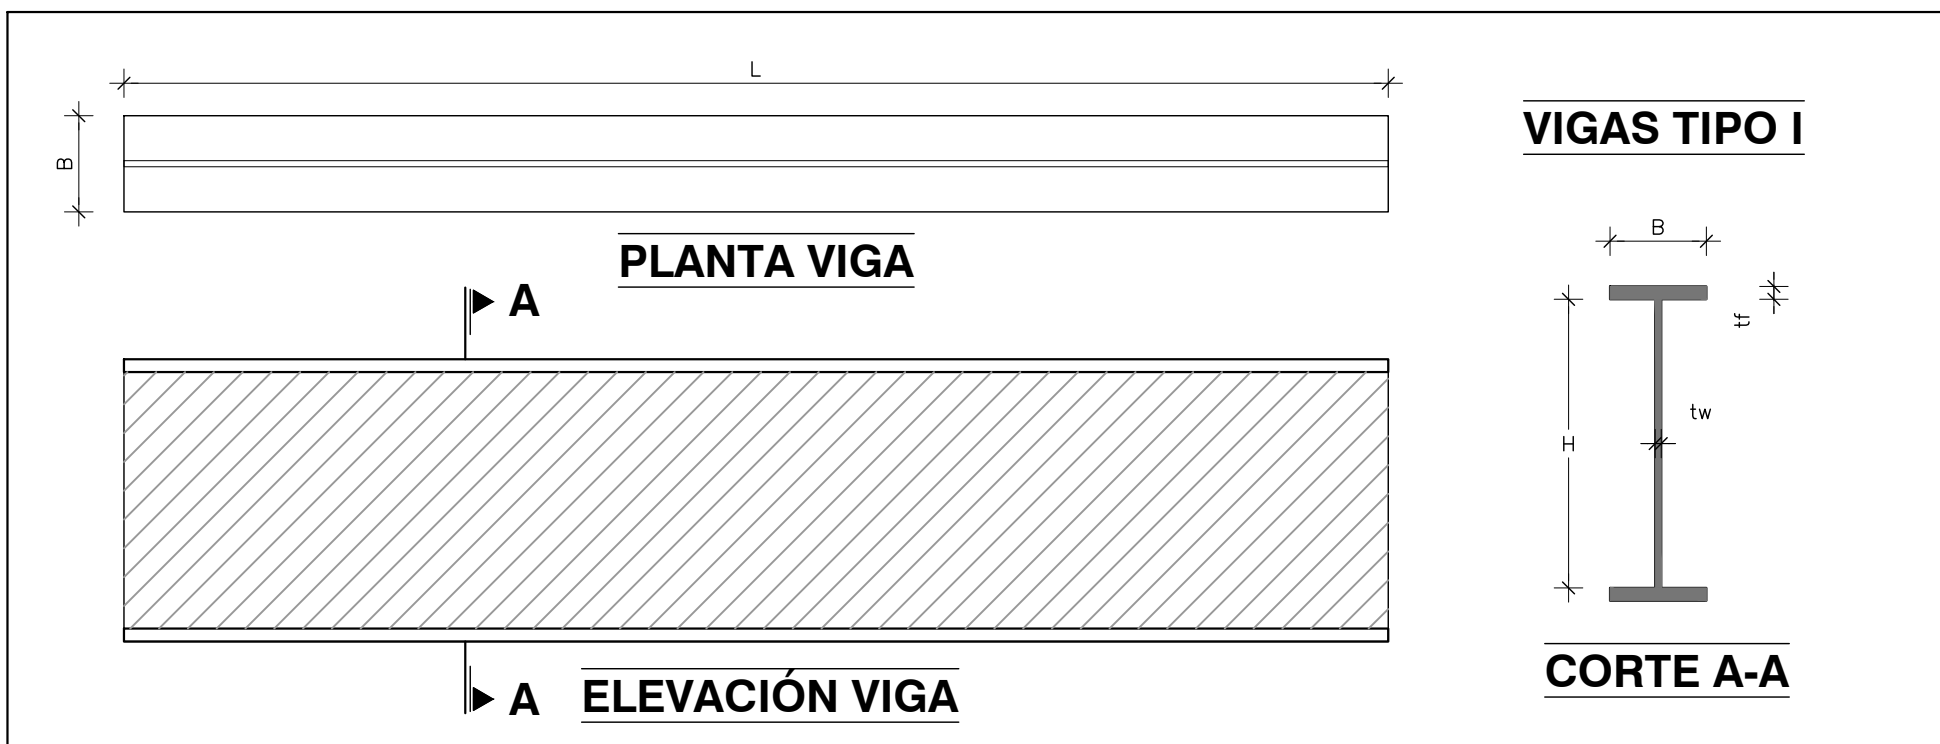 L
VIGAS TIPO I
B
B
PLANTA VIGA
A
tf
tw
H
CORTE A-A
A
ELEVACIÓN VIGA